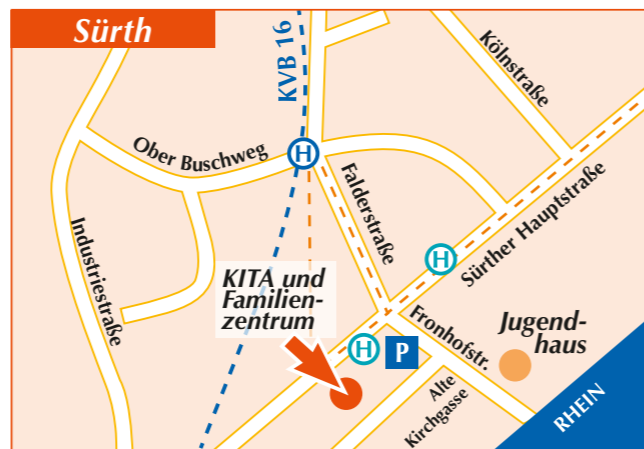 Sürth
KVB 16
Kölnstraße
Ober Buschweg
H
Falderstraße
Industriestraße
Sürther Hauptstraße
H
KITA und
Familien-
zentrum
Fronhofstr.
Jugend-
haus
H
P
Alte
Kirchgasse
RHEIN